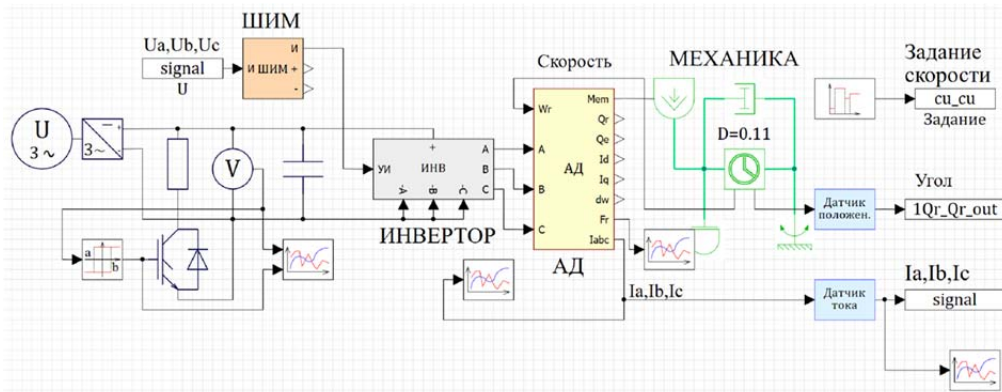 ШИМ
Ua,Ub,Uc
signal
U
И
ШИМ
И
+
-
U
3 ~
3~
−
+
-
V
a
b
УИ
+
ИНВ
A
B
C
-A
-B
-C
ИНВЕРТОР
Скорость
Wr
A
B
C
АД
Mem
Qr
Qe
Id
Iq
dw
Fr
Iabc
АД
МЕХАНИКА
D=0.11
Задание
скорости
cu_cu
Задание
Угол
Датчик
положен.
1Qr_Qr_out
Ia,Ib,Ic
Датчик
тока
Ia,Ib,Ic
signal